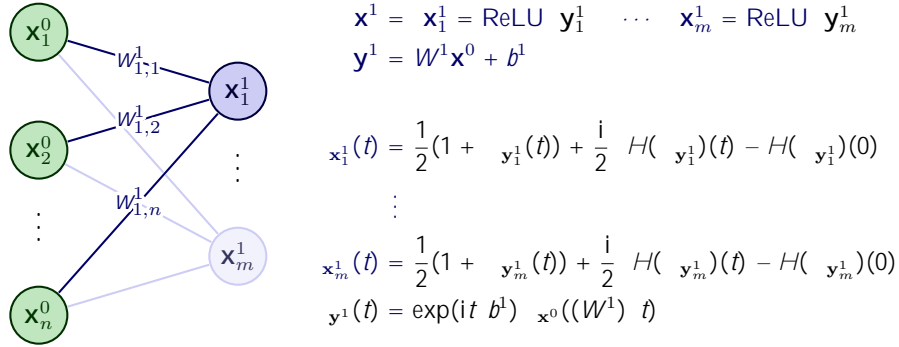 x₁⁰
x₂⁰
⋮
xₙ⁰
W¹₁,₁
W¹₁,₂
W¹₁,ₙ
x₁¹
⋮
xₘ¹
x¹ = x₁¹ = ReLU y₁¹ ⋯ xₘ¹ = ReLU yₘ¹
y¹ = W¹x⁰ + b¹
x₁¹(t) = 1/2(1 + y₁¹(t)) + i/2 H( y₁¹)(t) − H( y₁¹)(0)
⋮
xₘ¹(t) = 1/2(1 + yₘ¹(t)) + i/2 H( yₘ¹)(t) − H( yₘ¹)(0)
y¹(t) = exp(it b¹) x⁰((W¹) t)